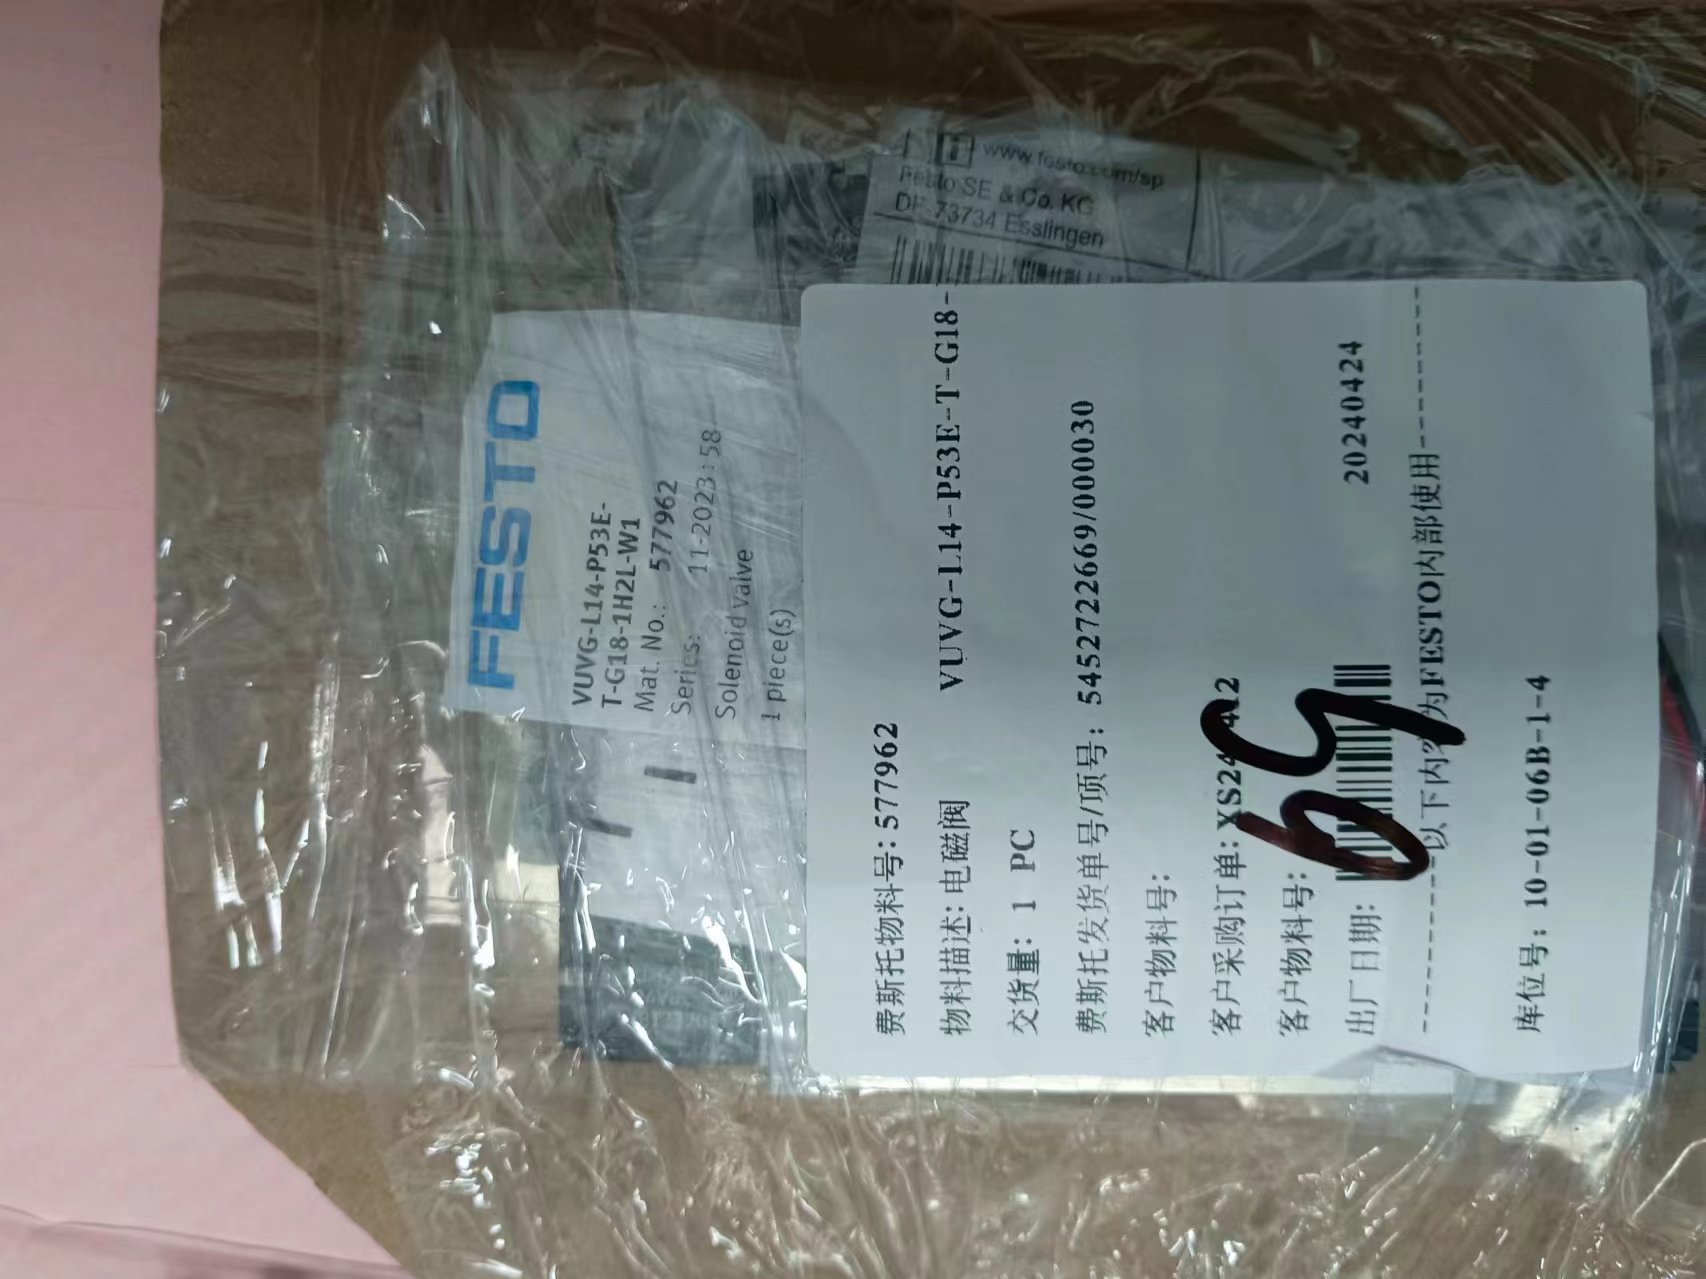 FESTO
VUVG-L14-P53E-
T-G18-1H2L-W1
Mat. No.: 577962
Series: 11-2023:58
Solenoid valve
1 piece(s)
www.festo.com/sp
Festo SE & Co. KG
DE-73734 Esslingen
费斯托物料号: 577962
物料描述: 电磁阀 VUVG-L14-P53E-T-G18-
交货量: 1 PC
费斯托发货单号/项号: 5452722669/000030
客户物料号:
客户采购订单:
客户物料号:
出厂日期: 20240424
以下内容为FESTO内部使用
库位号: 10-01-06B-1-4